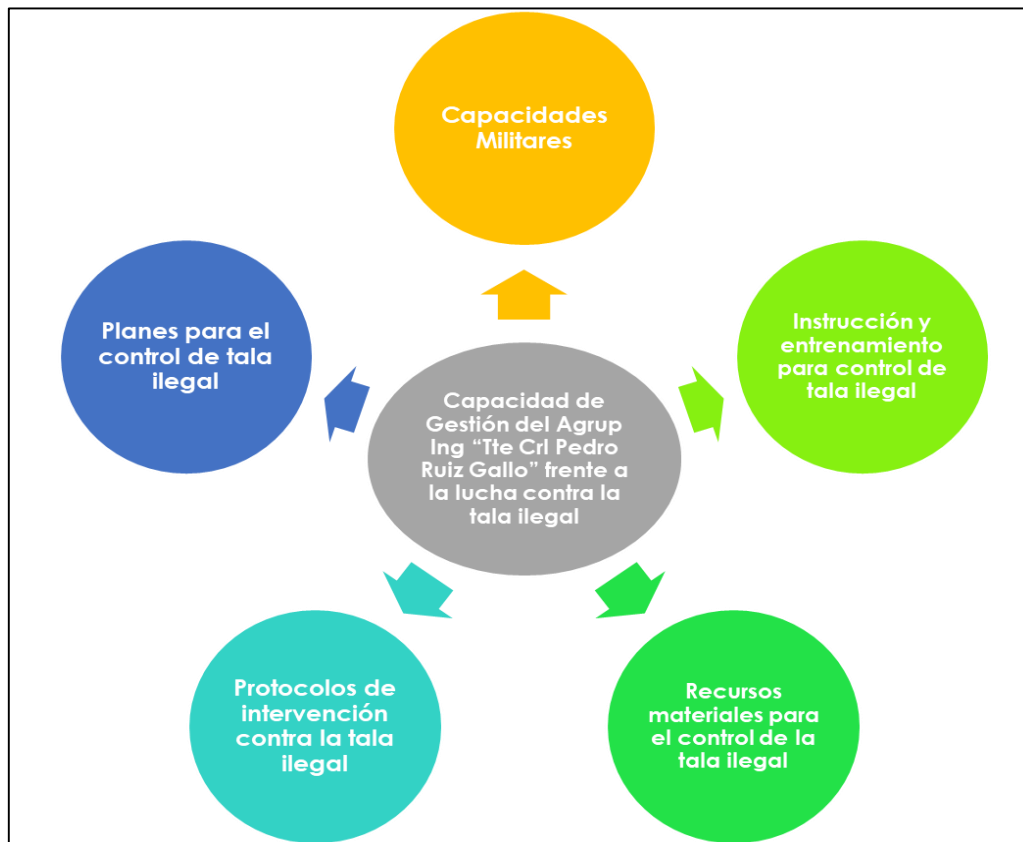 Capacidades
Militares
Planes para el
control de tala
ilegal
Instrucción y
entrenamiento
para control de
tala ilegal
Capacidad de
Gestión del Agrup
Ing “Tte Crl Pedro
Ruiz Gallo” frente a
la lucha contra la
tala ilegal
Protocolos de
intervención
contra la tala
ilegal
Recursos
materiales para
el control de la
tala ilegal